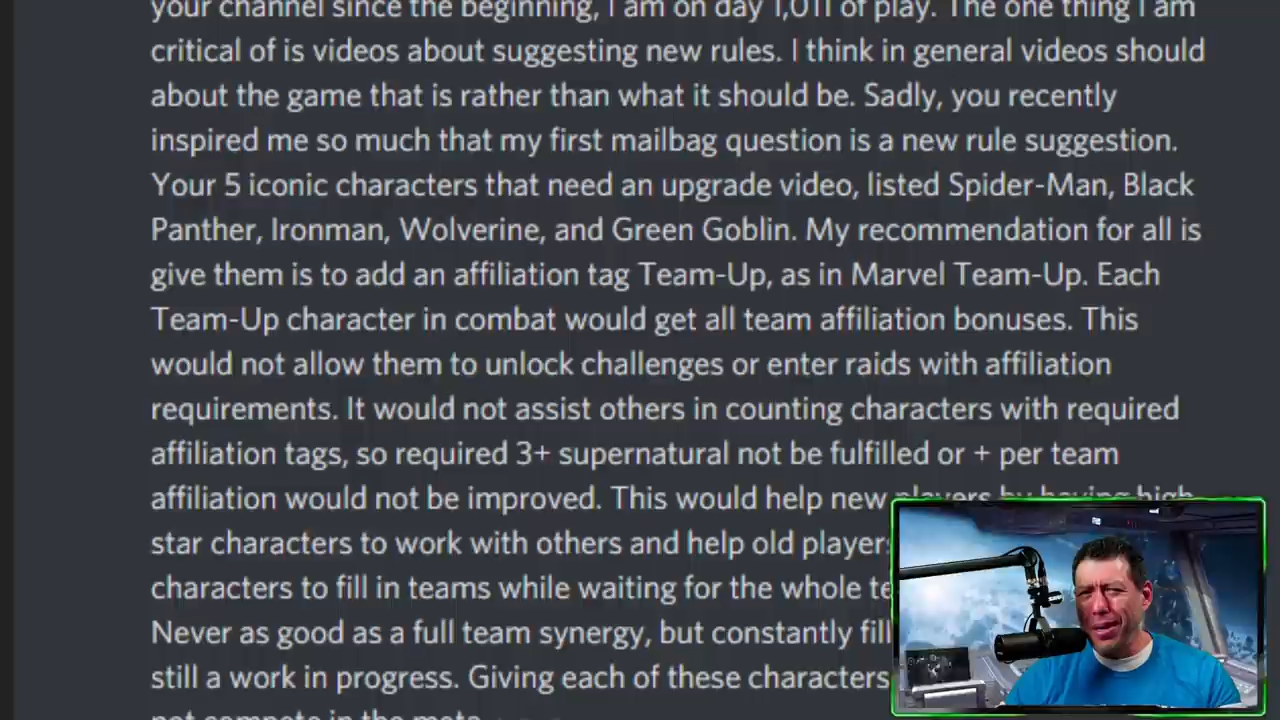 your channel since the beginning, I am on day 1,011 of play. The one thing I am
critical of is videos about suggesting new rules. I think in general videos should
about the game that is rather than what it should be. Sadly, you recently
inspired me so much that my first mailbag question is a new rule suggestion.
Your 5 iconic characters that need an upgrade video, listed Spider-Man, Black
Panther, Ironman, Wolverine, and Green Goblin. My recommendation for all is
give them is to add an affiliation tag Team-Up, as in Marvel Team-Up. Each
Team-Up character in combat would get all team affiliation bonuses. This
would not allow them to unlock challenges or enter raids with affiliation
requirements. It would not assist others in counting characters with required
affiliation tags, so required 3+ supernatural not be fulfilled or + per team
affiliation would not be improved. This would help new players by having high
star characters to work with others and help old players
characters to fill in teams while waiting for the whole
Never as good as a full team synergy, but constantly
still a work in progress. Giving each of these characters
not compete in the meta.